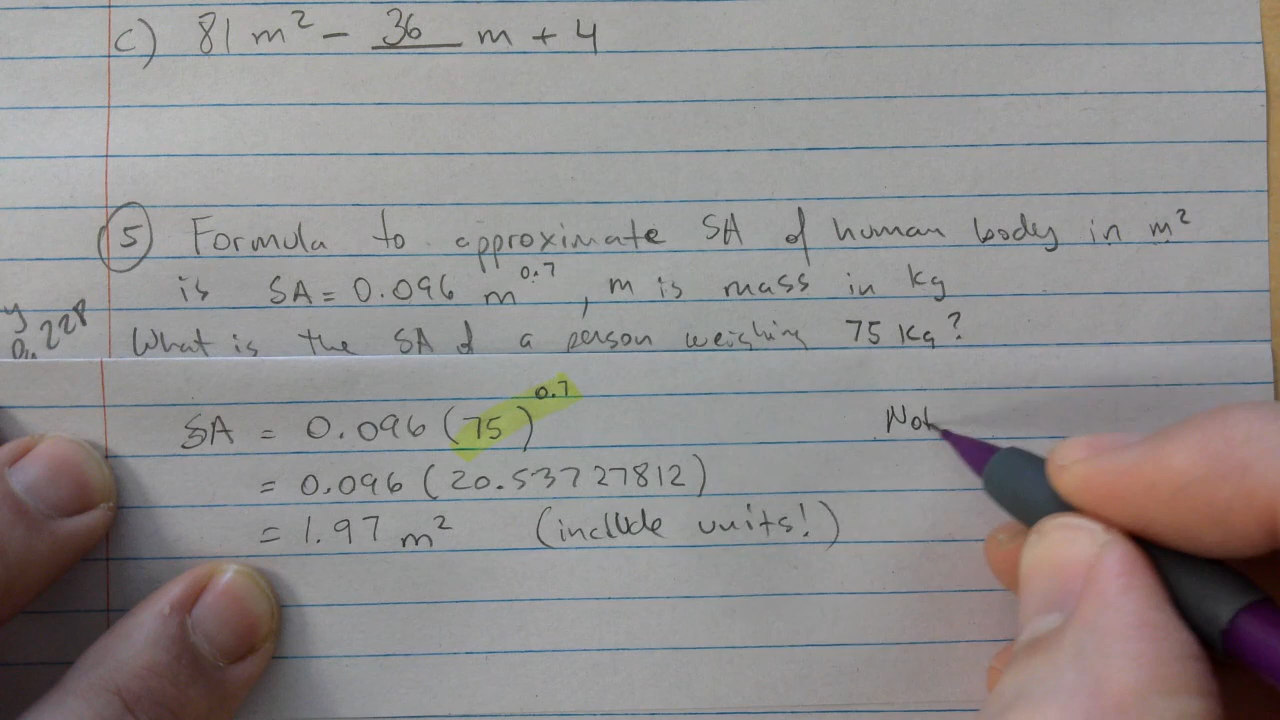 c) 81 m² - 36 m + 4
5 Formula to approximate SA of human body in m²
is SA = 0.096 m^0.7, m is mass in kg
What is the SA of a person weighing 75 kg?
SA = 0.096 (75)^0.7
= 0.096 (20.53727812)
= 1.97 m² (include units!)
Not